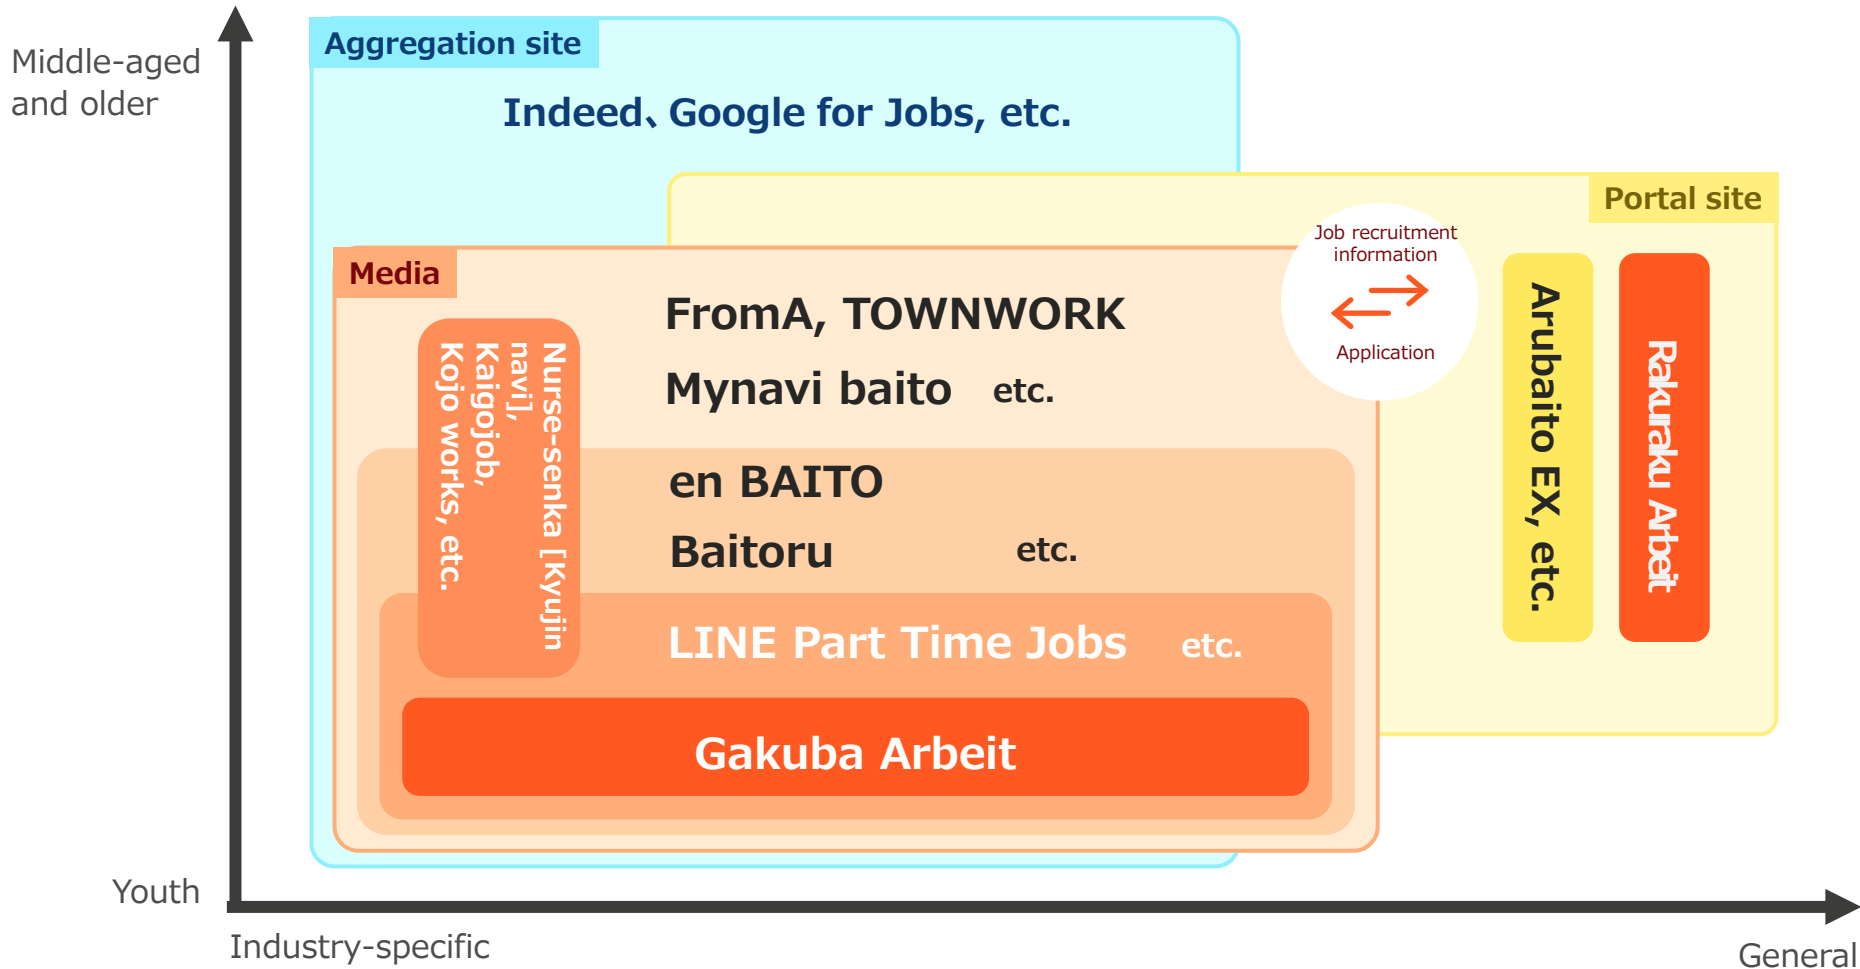 Middle-aged
and older
Aggregation site
Indeed、Google for Jobs, etc.
Portal site
Job recruitment
information
Application
Media
FromA, TOWNWORK
Mynavi baito etc.
Nurse-senka [Kyujin
navi],
Kaigojob,
Kojo works, etc.
en BAITO
Baitoru etc.
LINE Part Time Jobs etc.
Gakuba Arbeit
Arubaito EX, etc.
Rakuraku Arbeit
Youth
Industry-specific
General